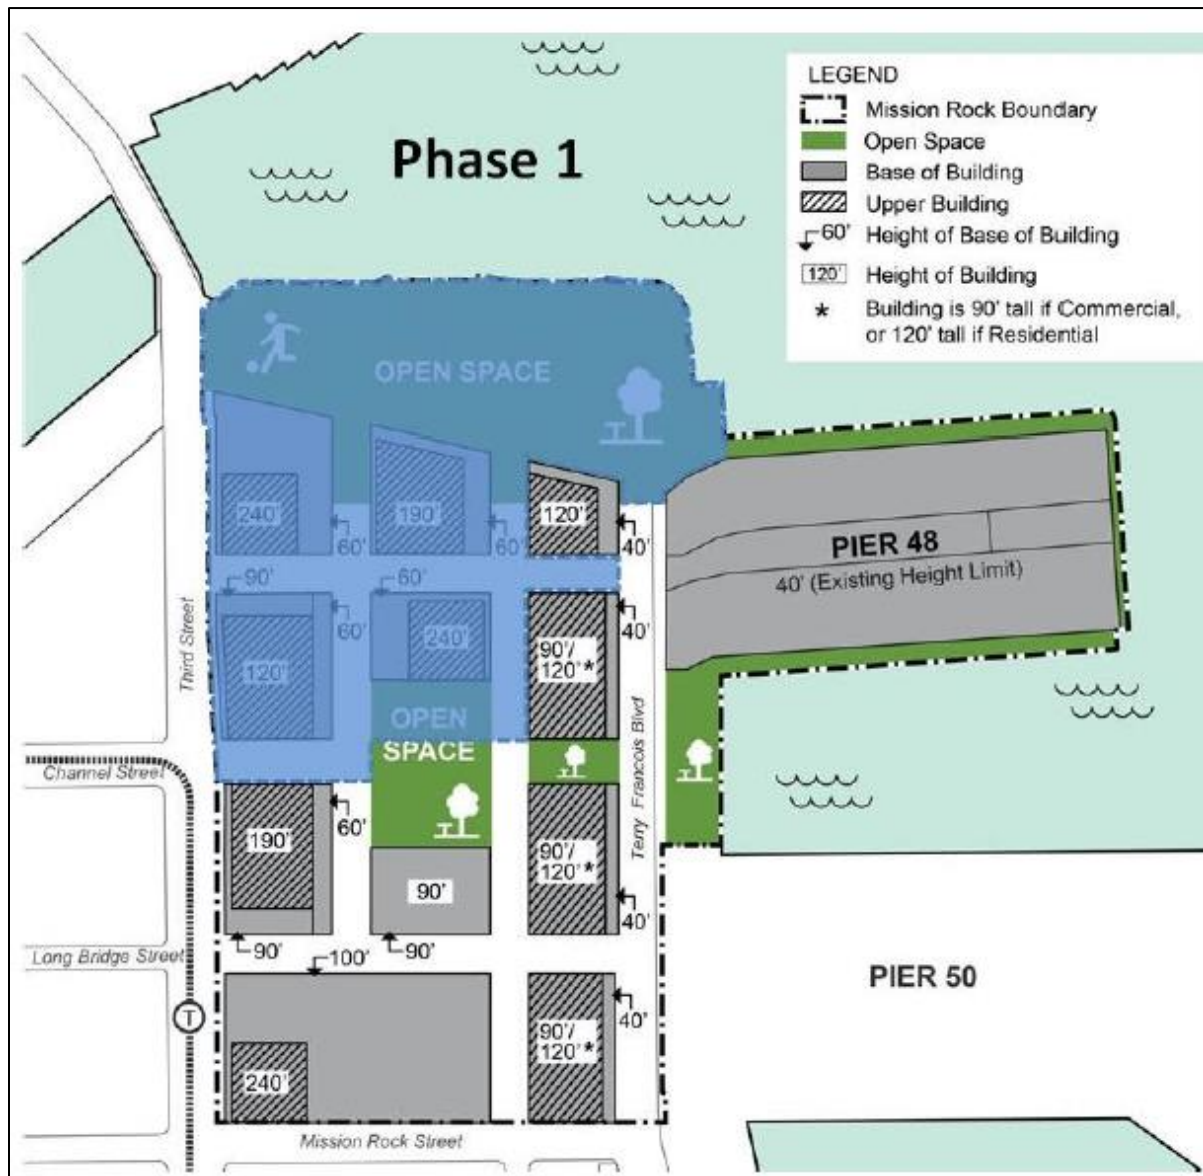 LEGEND
Mission Rock Boundary
Open Space
Base of Building
Upper Building
60' Height of Base of Building
120' Height of Building
* Building is 90' tall if Commercial,
or 120' tall if Residential
Phase 1
OPEN SPACE
240'
60'
190'
60'
120'
40'
PIER 48
40' (Existing Height Limit)
90'
60'
60'
120'
240'
90'/
120'*
40'
Third Street
Terry Francois Blvd
OPEN
SPACE
Channel Street
190'
60'
90'
90'/
120'*
40'
Long Bridge Street
90'
90'
100'
PIER 50
T
240'
90'/
120'*
40'
Mission Rock Street